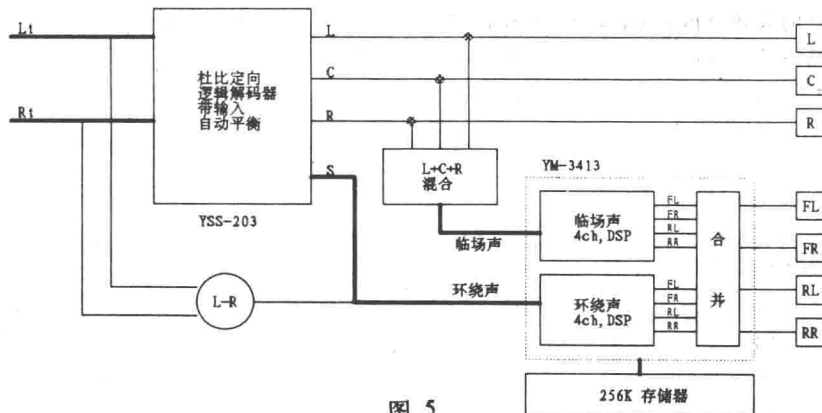 Lt
Rt
杜比定向
逻辑解码器
带输入
自动平衡
YSS-203
L
C
R
S
L
C
R
L+C+R
混合
YM-3413
临场声
临场声
4ch,DSP
FL
FR
RL
RR
环绕声
环绕声
4ch,DSP
FL
FR
RL
RR
合
并
FL
FR
RL
RR
L-R
256K 存储器
图 5